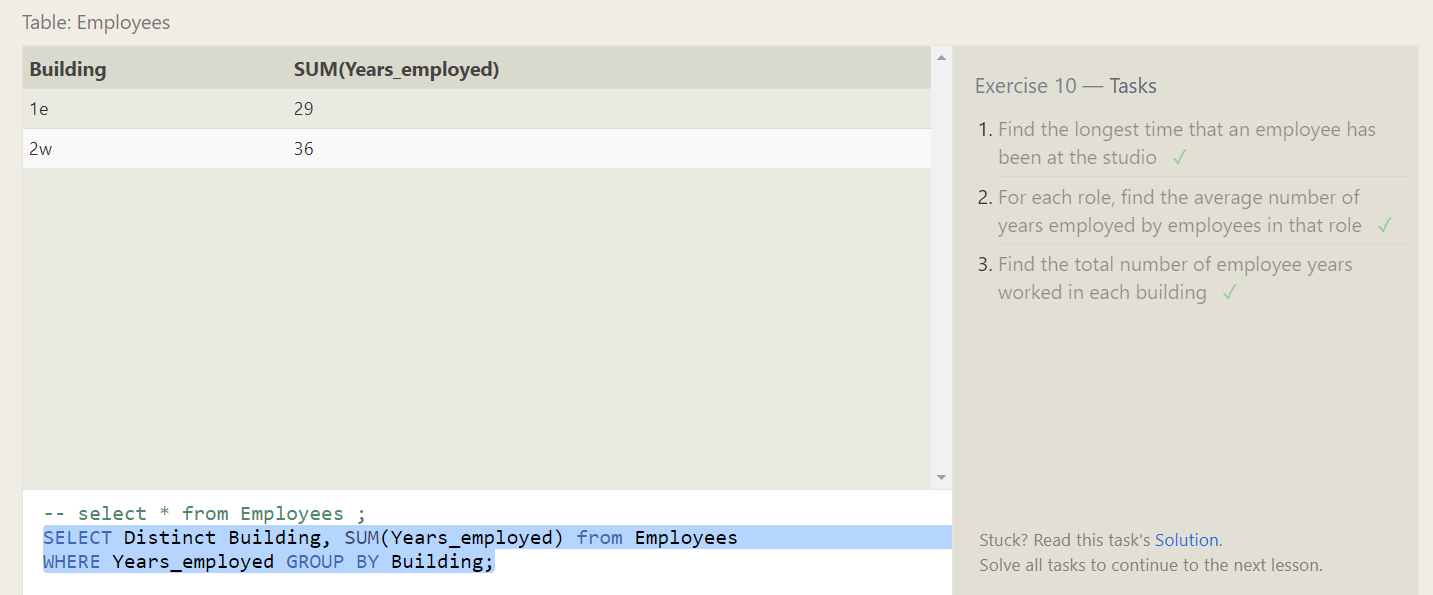 Table: Employees
Building SUM(Years_employed)
1e 29
2w 36
Exercise 10 — Tasks
1. Find the longest time that an employee has
been at the studio ✓
2. For each role, find the average number of
years employed by employees in that role ✓
3. Find the total number of employee years
worked in each building ✓
-- select * from Employees ;
SELECT Distinct Building, SUM(Years_employed) from Employees
WHERE Years_employed GROUP BY Building;
Stuck? Read this task's Solution.
Solve all tasks to continue to the next lesson.